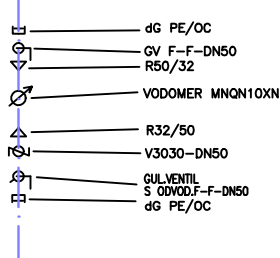 dG PE/OC
GV F-F-DN50
R50/32
VODOMER MNQN10XN
R32/50
V3030-DN50
GUL.VENTIL
S ODVOD.F-F-DN50
dG PE/OC